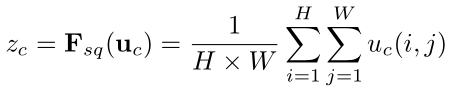 z_c = \mathbf{F}_{sq}(\mathbf{u}_c) = \frac{1}{H \times W} \sum_{i=1}^{H} \sum_{j=1}^{W} u_c(i, j)